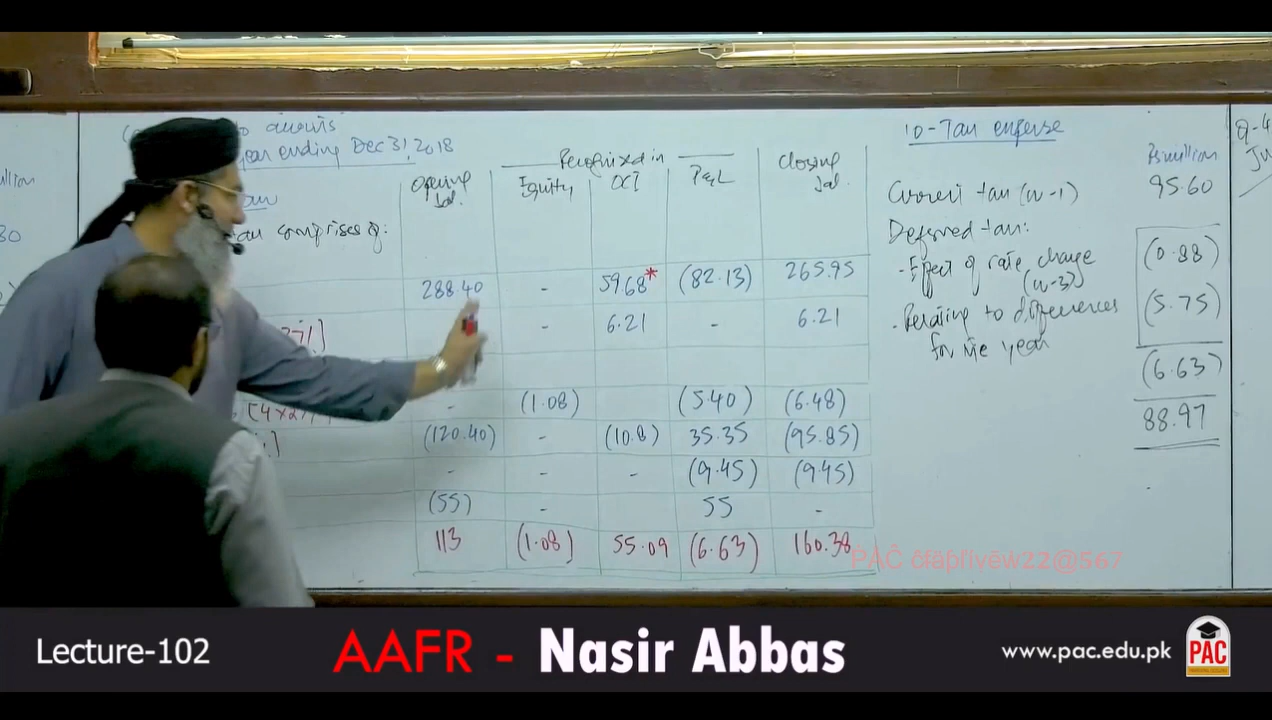 to amounts
year ending Dec 31, 2018
comprises of:
Recognized in
Opening bal. Equity OCI P&L Closing bal.
288.40 - 59.68* (82.13) 265.95
- 6.21 - 6.21
- (1.08) (5.40) (6.48)
(120.40) - (10.8) 35.35 (95.85)
- - - (9.45) (9.45)
(55) - 55 -
113 (1.08) 55.09 (6.63) 160.38
10-Tax expense
Rs million
Current tax (w-1) 95.60
Deferred tax:
- Effect of rate change (0.88)
(w-3)
- Relating to differences (5.75)
for the year
(6.63)
88.97
Q-4
Lecture-102
AAFR - Nasir Abbas
www.pac.edu.pk
PAC